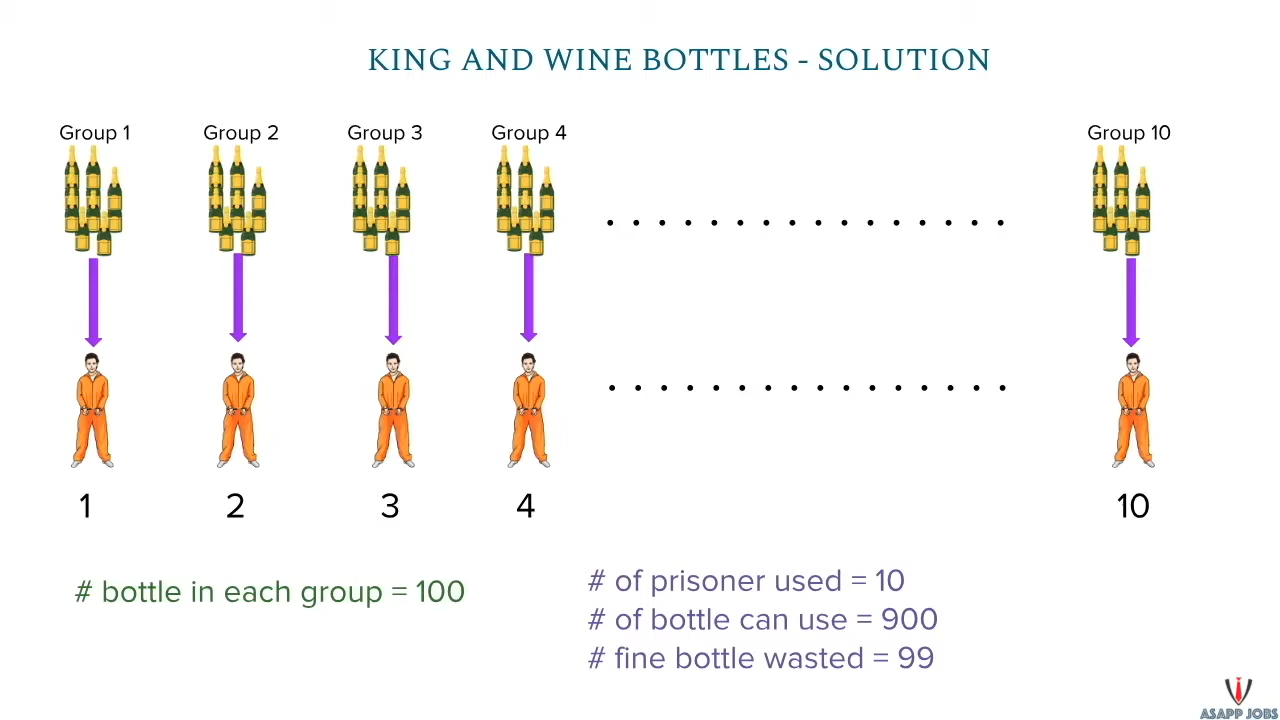 KING AND WINE BOTTLES - SOLUTION
Group 1 Group 2 Group 3 Group 4 Group 10
1 2 3 4 10
# bottle in each group = 100
# of prisoner used = 10
# of bottle can use = 900
# fine bottle wasted = 99
ASAPP JOBS